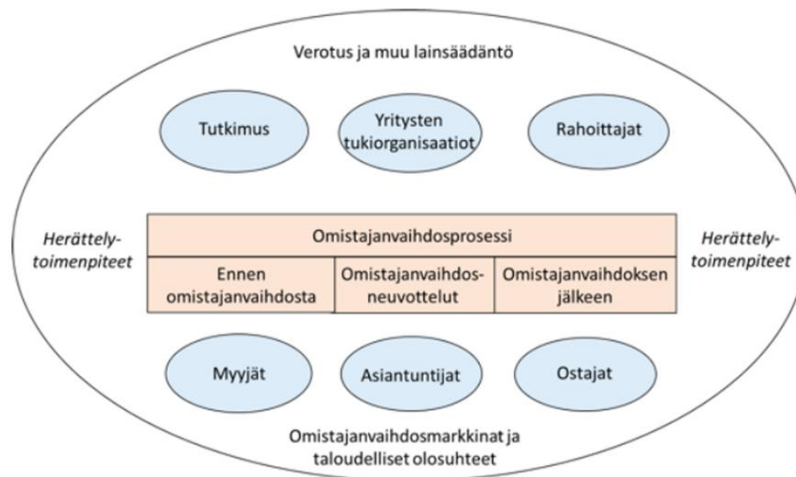 Verotus ja muu lainsäädäntö
Tutkimus
Yritysten
tukiorganisaatiot
Rahoittajat
Herättely-
toimenpiteet
Omistajanvaihdosprosessi
Ennen
omistajanvaihdosta
Omistajanvaihdos-
neuvottelut
Omistajanvaihdoksen
jälkeen
Herättely-
toimenpiteet
Myyjät
Asiantuntijat
Ostajat
Omistajanvaihdosmarkkinat ja
taloudelliset olosuhteet